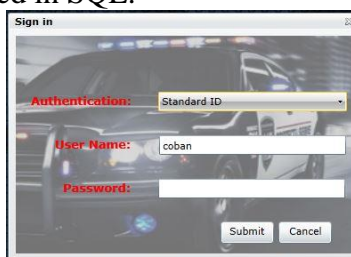 ed in SQL.
Sign in
Authentication: Standard ID
User Name: coban
Password:
Submit Cancel